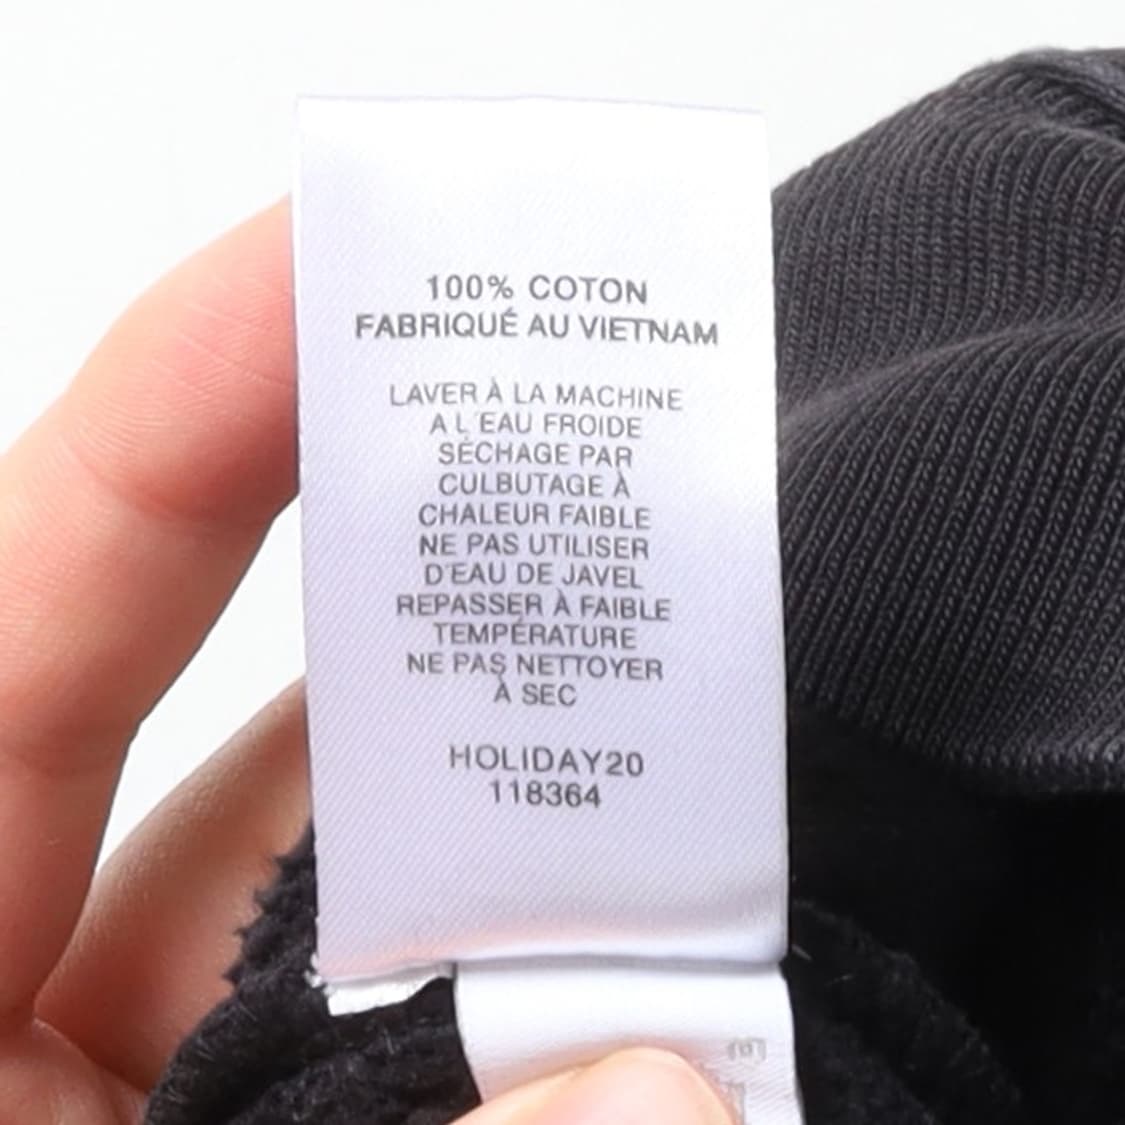 100% COTON
FABRIQUÉ AU VIETNAM
LAVER À LA MACHINE
A L'EAU FROIDE
SÉCHAGE PAR
CULBUTAGE À
CHALEUR FAIBLE
NE PAS UTILISER
D'EAU DE JAVEL
REPASSER À FAIBLE
TEMPÉRATURE
NE PAS NETTOYER
À SEC
HOLIDAY20
118364